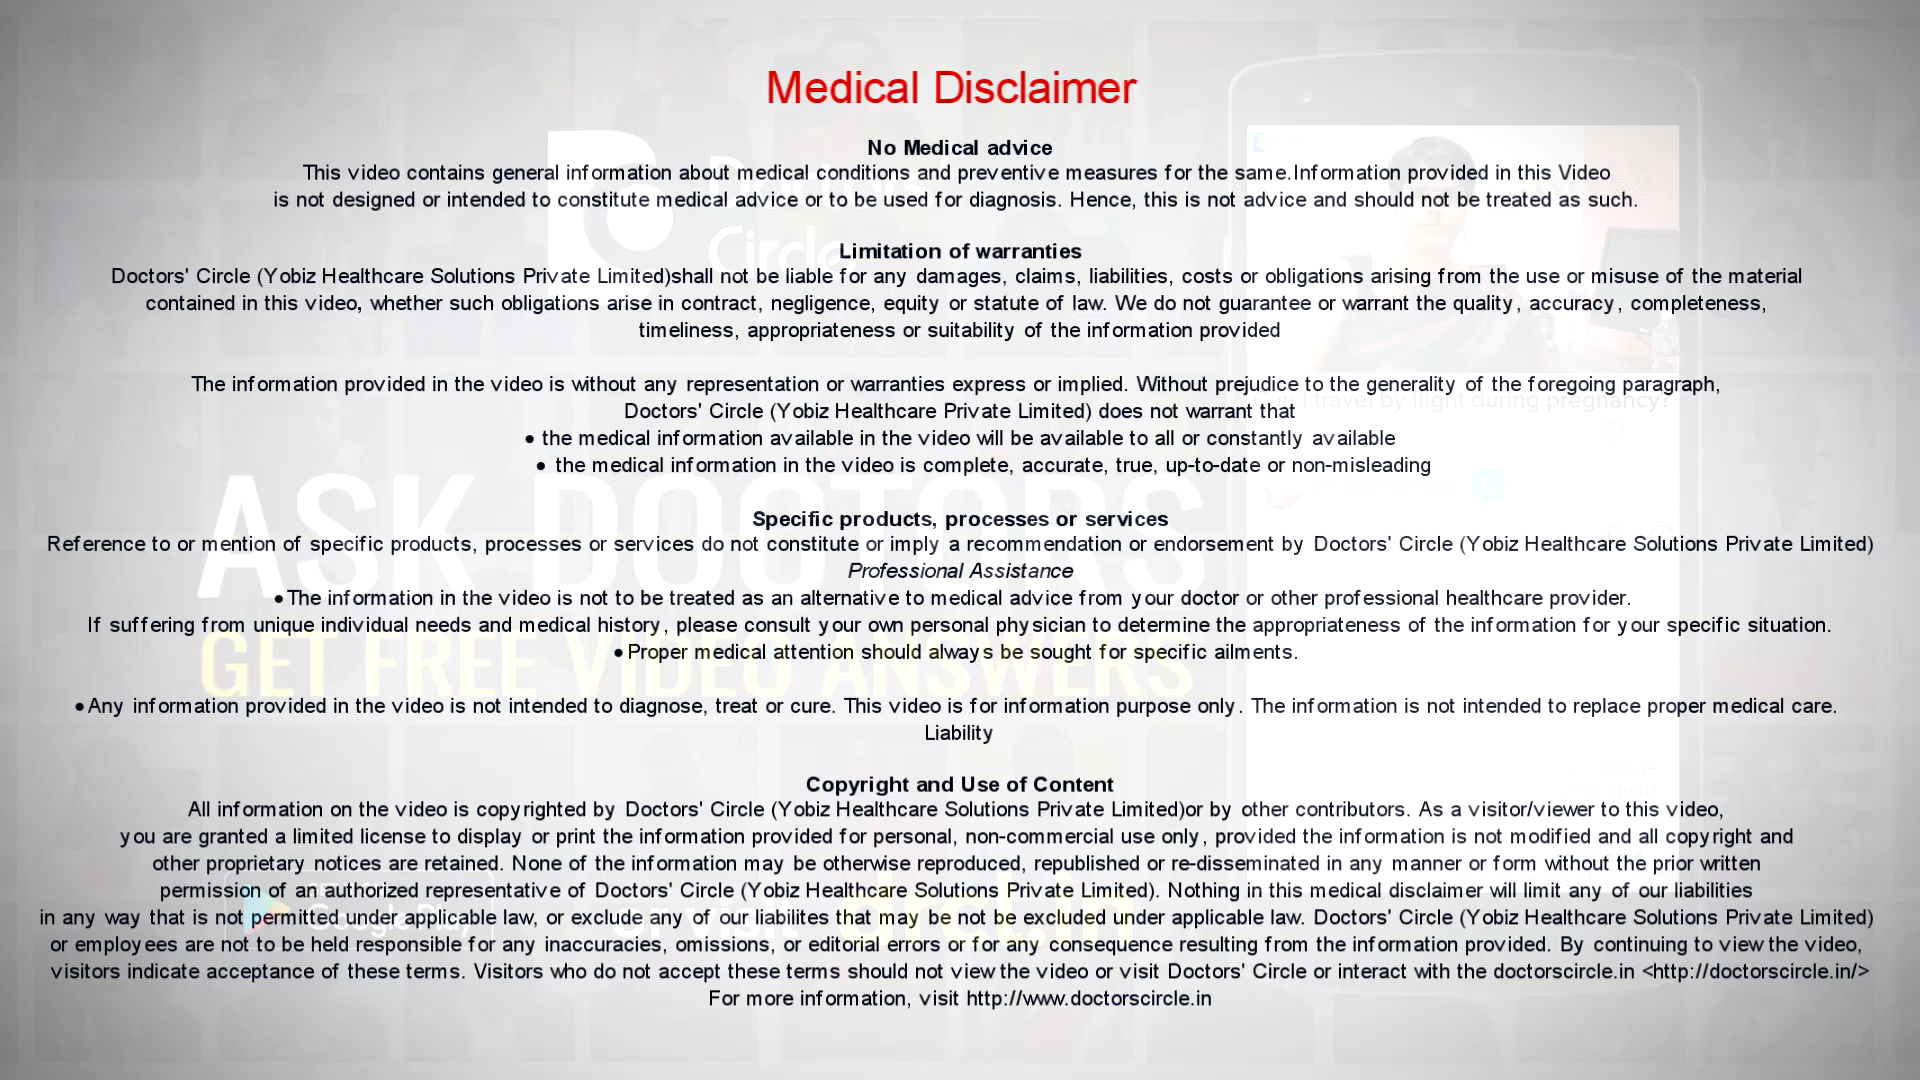 Medical Disclaimer
No Medical advice
This video contains general information about medical conditions and preventive measures for the same.Information provided in this Video
is not designed or intended to constitute medical advice or to be used for diagnosis. Hence, this is not advice and should not be treated as such.
Doctors
Circle
Limitation of warranties
Doctors' Circle (Yobiz Healthcare Solutions Private Limited)shall not be liable for any damages, claims, liabilities, costs or obligations arising from the use or misuse of the material
contained in this video, whether such obligations arise in contract, negligence, equity or statute of law. We do not guarantee or warrant the quality, accuracy, completeness,
timeliness, appropriateness or suitability of the information provided
The information provided in the video is without any representation or warranties express or implied. Without prejudice to the generality of the foregoing paragraph,
Can I travel by flight during pregnancy?
Doctors' Circle (Yobiz Healthcare Private Limited) does not warrant that
• the medical information available in the video will be available to all or constantly available
• the medical information in the video is complete, accurate, true, up-to-date or non-misleading
ASK DOCTORS
Specific products, processes or services
Reference to or mention of specific products, processes or services do not constitute or imply a recommendation or endorsement by Doctors' Circle (Yobiz Healthcare Solutions Private Limited)
Professional Assistance
•The information in the video is not to be treated as an alternative to medical advice from your doctor or other professional healthcare provider.
If suffering from unique individual needs and medical history, please consult your own personal physician to determine the appropriateness of the information for your specific situation.
•Proper medical attention should always be sought for specific ailments.
GET FREE VIDEO ANSWERS
•Any information provided in the video is not intended to diagnose, treat or cure. This video is for information purpose only. The information is not intended to replace proper medical care.
Liability
Copyright and Use of Content
All information on the video is copyrighted by Doctors' Circle (Yobiz Healthcare Solutions Private Limited)or by other contributors. As a visitor/viewer to this video,
you are granted a limited license to display or print the information provided for personal, non-commercial use only, provided the information is not modified and all copyright and
other proprietary notices are retained. None of the information may be otherwise reproduced, republished or re-disseminated in any manner or form without the prior written
permission of an authorized representative of Doctors' Circle (Yobiz Healthcare Solutions Private Limited). Nothing in this medical disclaimer will limit any of our liabilities
in any way that is not permitted under applicable law, or exclude any of our liabilites that may be not be excluded under applicable law. Doctors' Circle (Yobiz Healthcare Solutions Private Limited)
Google Play
or visit drcl.in
or employees are not to be held responsible for any inaccuracies, omissions, or editorial errors or for any consequence resulting from the information provided. By continuing to view the video,
visitors indicate acceptance of these terms. Visitors who do not accept these terms should not view the video or visit Doctors' Circle or interact with the doctorscircle.in <http://doctorscircle.in/>
For more information, visit http://www.doctorscircle.in